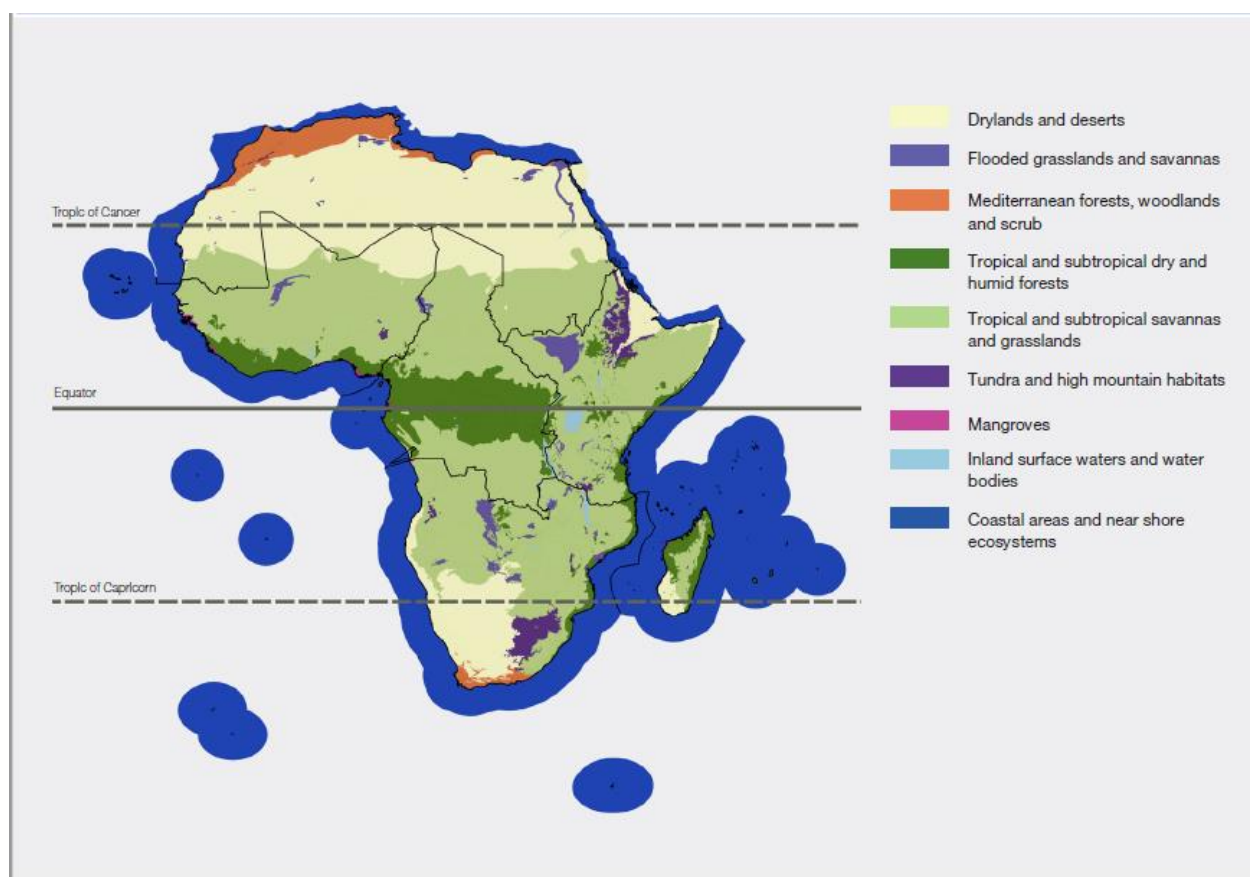 Drylands and deserts
Flooded grasslands and savannas
Mediterranean forests, woodlands
and scrub
Tropical and subtropical dry and
humid forests
Tropical and subtropical savannas
and grasslands
Tundra and high mountain habitats
Mangroves
Inland surface waters and water
bodies
Coastal areas and near shore
ecosystems
Tropic of Cancer
Equator
Tropic of Capricorn